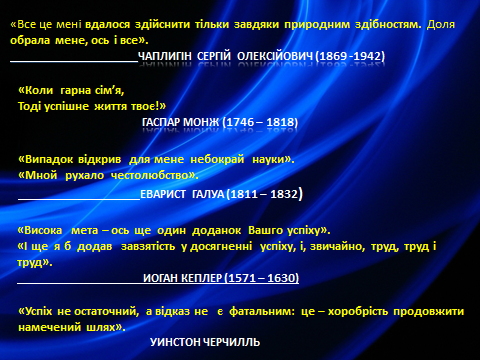 «Все це мені вдалося здійснити тільки завдяки природним здібностям. Доля
обрала мене, ось і все».
____________________ЧАПЛИГІН СЕРГІЙ ОЛЕКСІЙОВИЧ (1869 -1942)
«Коли гарна сім’я,
Тоді успішне життя твоє!»
ГАСПАР МОНЖ (1746 – 1818)
«Випадок відкрив для мене небокрай науки».
«Мной рухало честолюбство».
____________________ЕВАРИСТ ГАЛУА (1811 – 1832)
«Висока мета – ось ще один доданок Вашго успіху».
«І ще я б додав завзятість у досягненні успіху, і, звичайно, труд, труд і
труд».
____________________ИОГАН КЕПЛЕР (1571 – 1630)
«Успіх не остаточний, а відказ не є фатальним: це – хоробрість продовжити
намечений шлях».
УИНСТОН ЧЕРЧИЛЛЬ